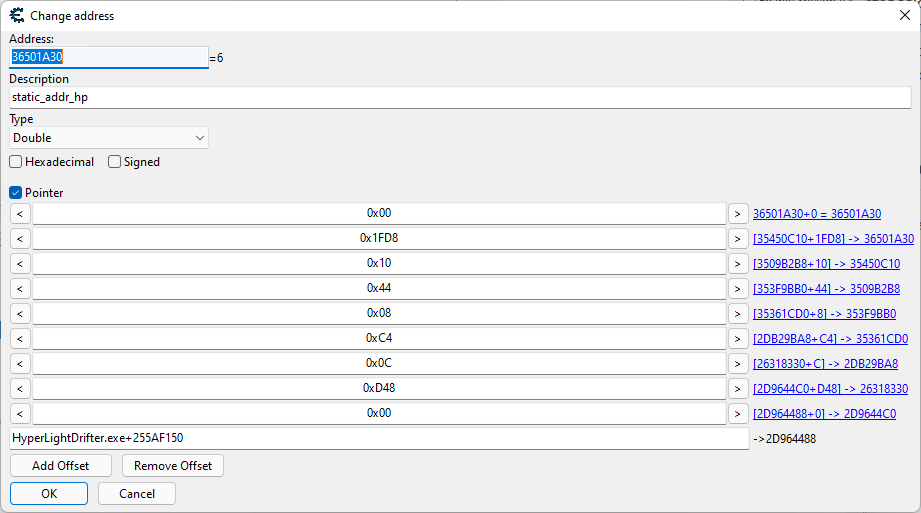 Change address
Address:
36501A30 =6
Description
static_addr_hp
Type
Double
Hexadecimal Signed
Pointer
< 0x00 > 36501A30+0 = 36501A30
< 0x1FD8 > [35450C10+1FD8] -> 36501A30
< 0x10 > [3509B2B8+10] -> 35450C10
< 0x44 > [353F9BB0+44] -> 3509B2B8
< 0x08 > [35361CD0+8] -> 353F9BB0
< 0xC4 > [2DB29BA8+C4] -> 35361CD0
< 0x0C > [26318330+C] -> 2DB29BA8
< 0xD48 > [2D9644C0+D48] -> 26318330
< 0x00 > [2D964488+0] -> 2D9644C0
HyperLightDrifter.exe+255AF150 ->2D964488
Add Offset Remove Offset
OK Cancel